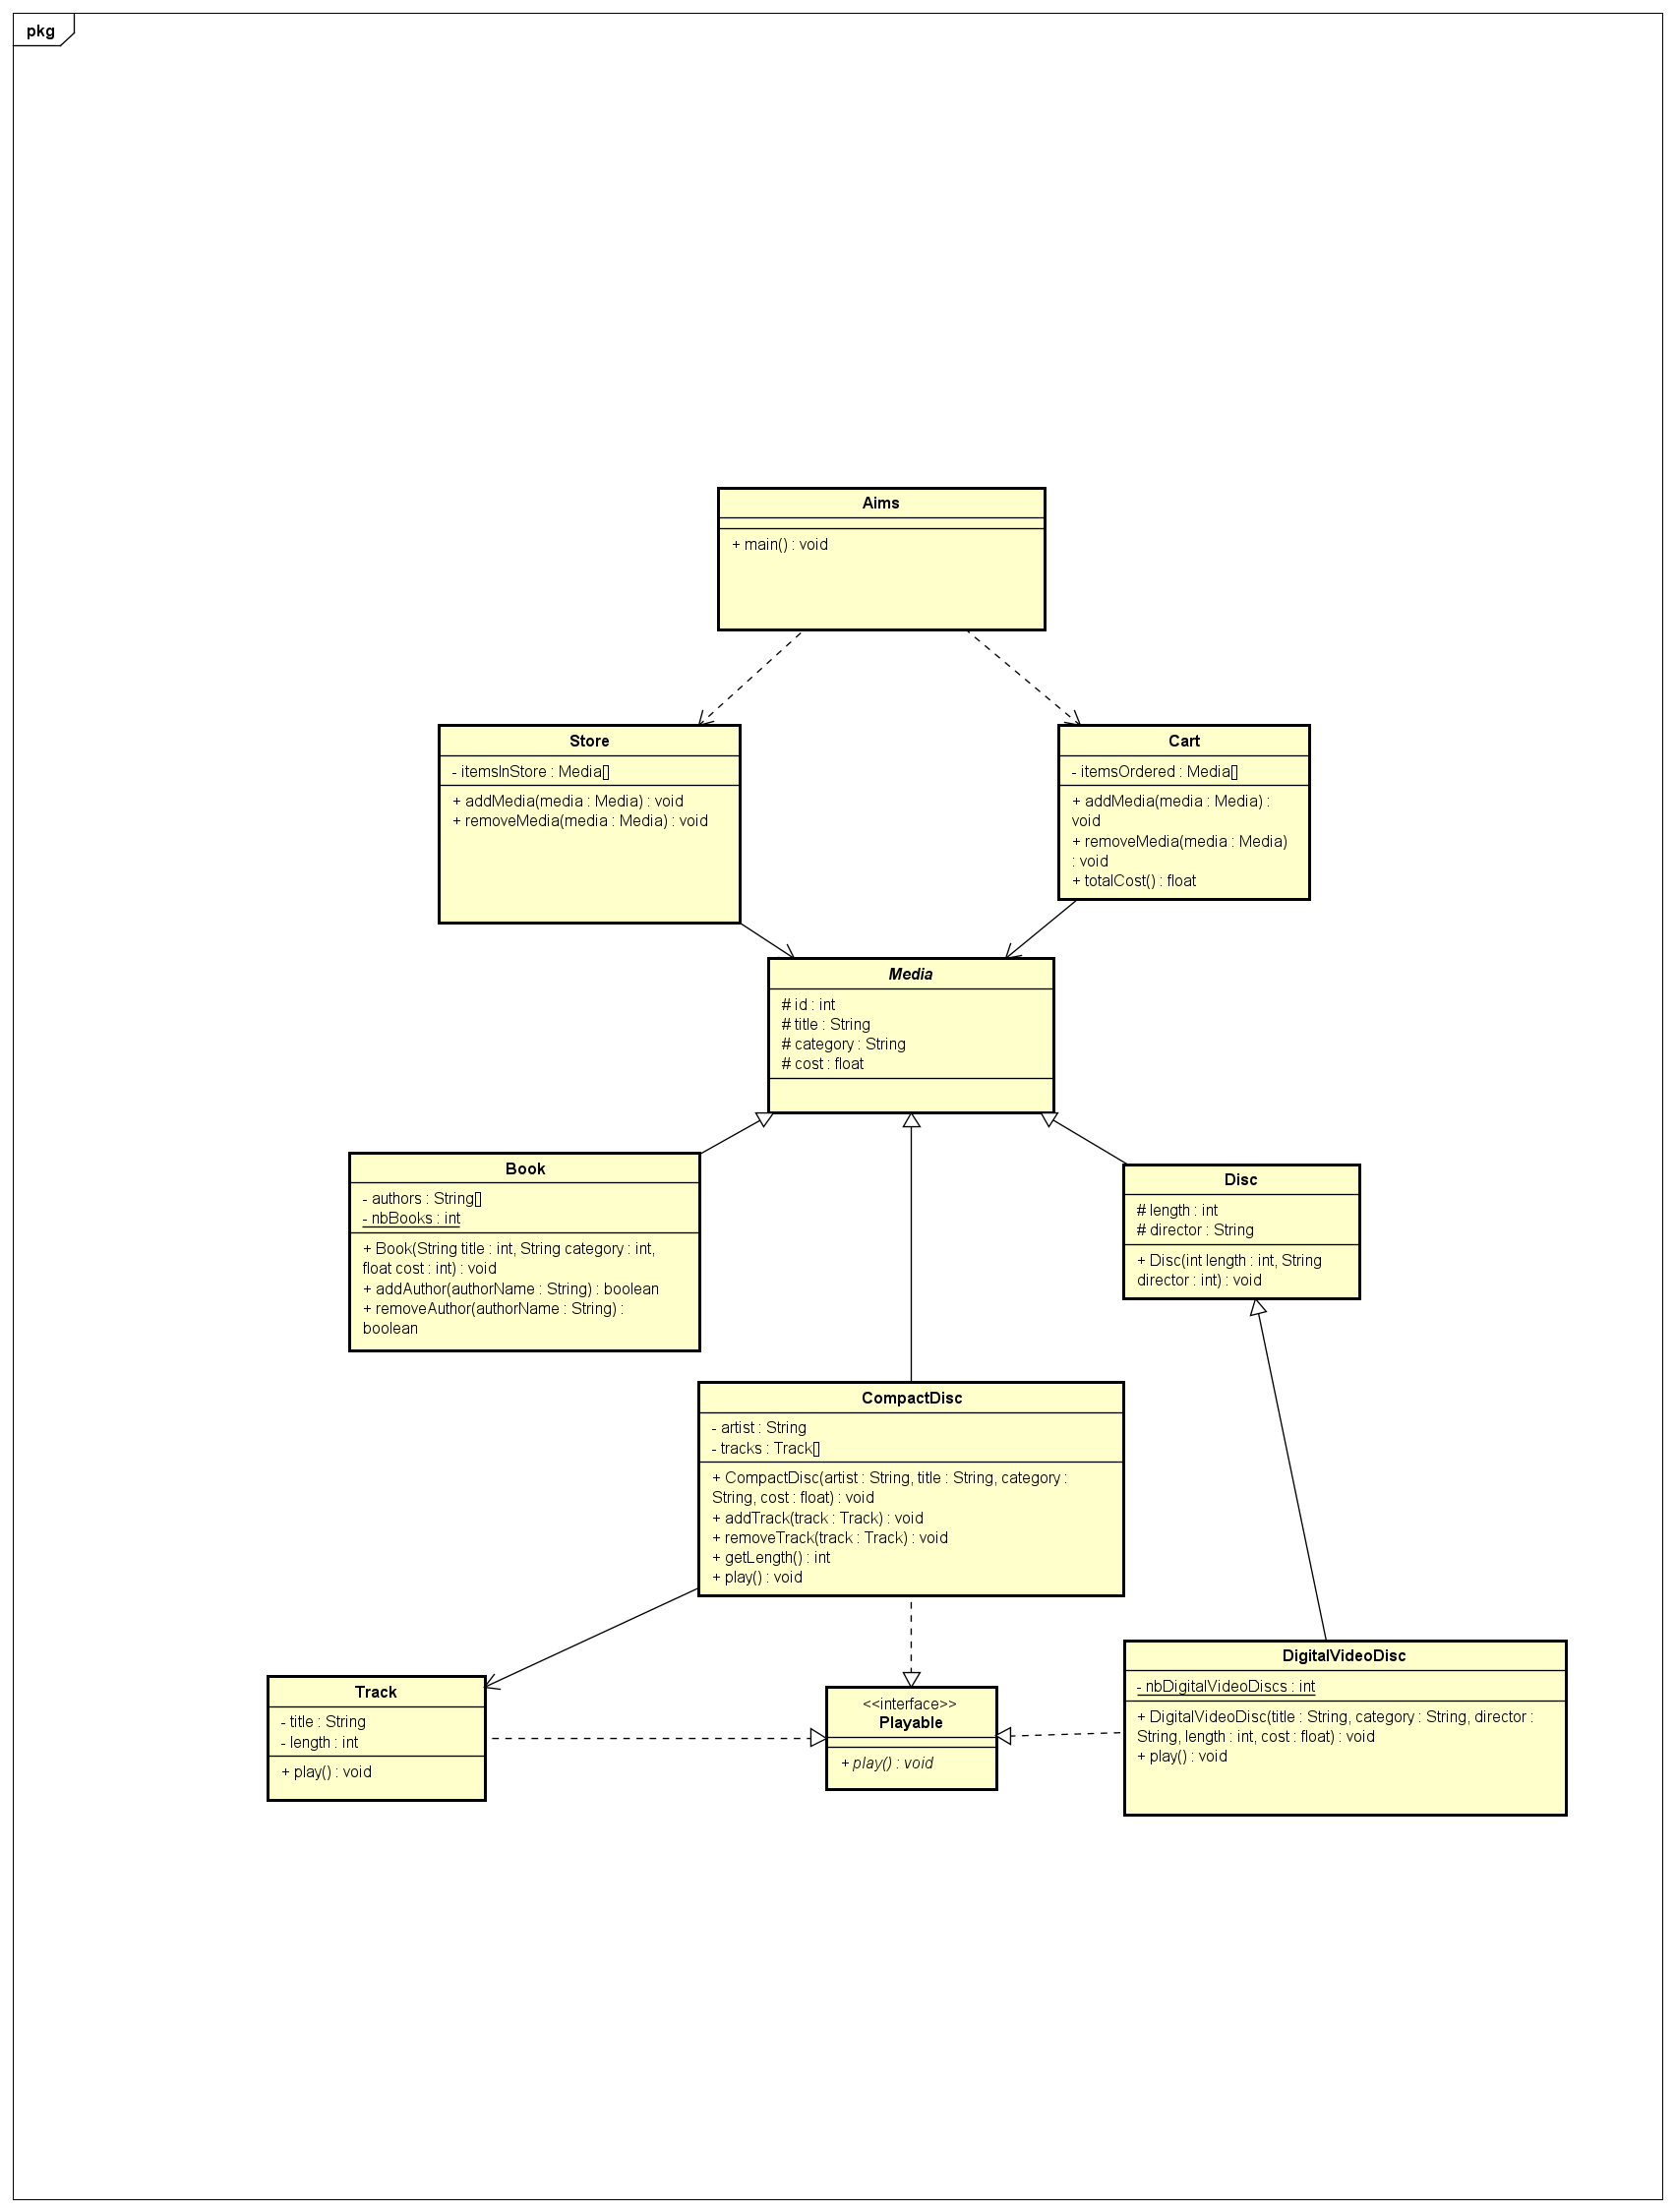 pkg
Aims
+ main() : void
Store
- itemsInStore : Media[]
+ addMedia(media : Media) : void
+ removeMedia(media : Media) : void
Cart
- itemsOrdered : Media[]
+ addMedia(media : Media) :
void
+ removeMedia(media : Media)
: void
+ totalCost() : float
Media
# id : int
# title : String
# category : String
# cost : float
Book
- authors : String[]
- nbBooks : int
+ Book(String title : int, String category : int,
float cost : int) : void
+ addAuthor(authorName : String) : boolean
+ removeAuthor(authorName : String) :
boolean
Disc
# length : int
# director : String
+ Disc(int length : int, String
director : int) : void
CompactDisc
- artist : String
- tracks : Track[]
+ CompactDisc(artist : String, title : String, category :
String, cost : float) : void
+ addTrack(track : Track) : void
+ removeTrack(track : Track) : void
+ getLength() : int
+ play() : void
Track
- title : String
- length : int
+ play() : void
<<interface>>
Playable
+ play() : void
DigitalVideoDisc
- nbDigitalVideoDiscs : int
+ DigitalVideoDisc(title : String, category : String, director :
String, length : int, cost : float) : void
+ play() : void